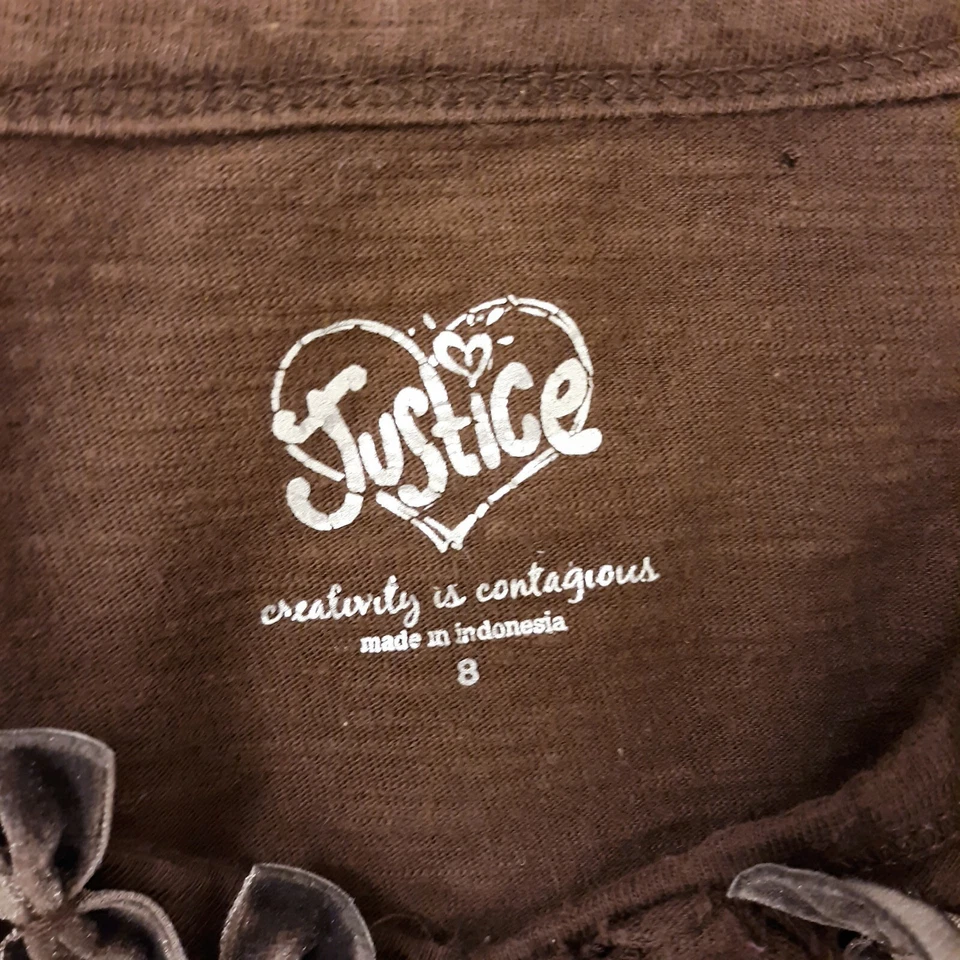 Justice
creativity is contagious
made in indonesia
8